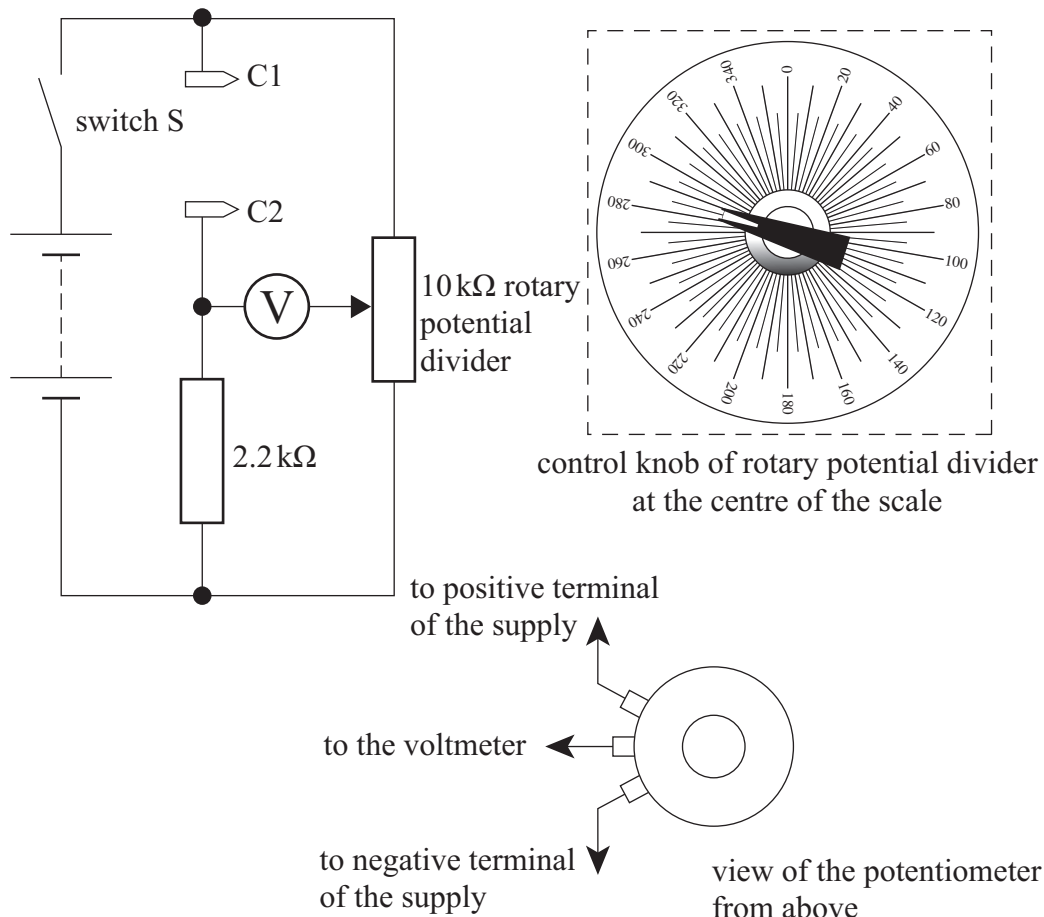 C1
switch S
C2
V
10 kΩ rotary
potential
divider
2.2 kΩ
0
20
40
60
80
100
120
140
160
180
200
220
240
260
280
300
320
340
control knob of rotary potential divider
at the centre of the scale
to positive terminal
of the supply
to the voltmeter
to negative terminal
of the supply
view of the potentiometer
from above